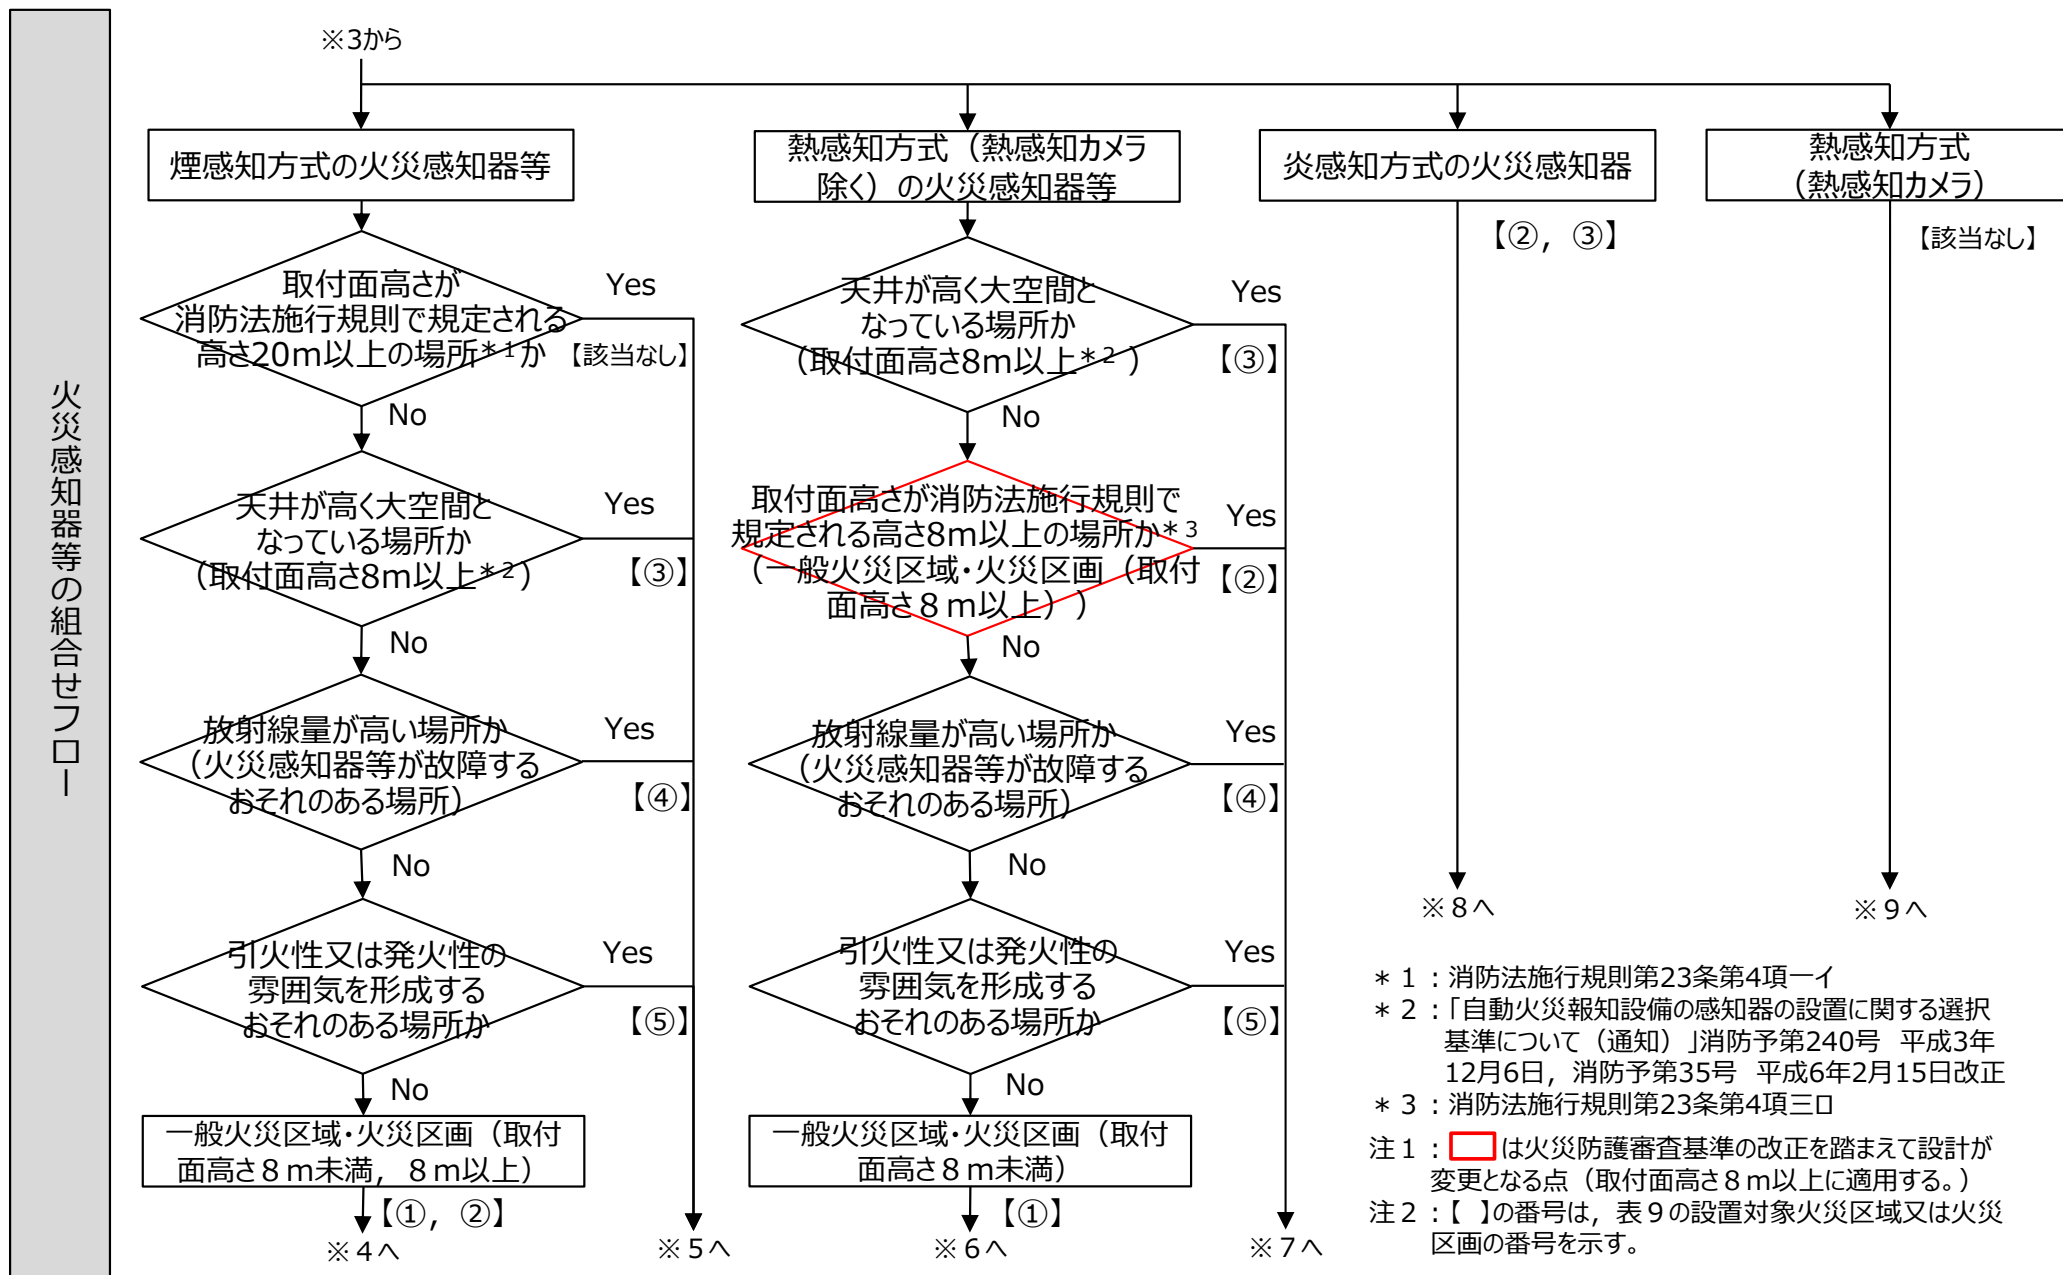 火災感知器等の組合せフロー
※3から
煙感知方式の火災感知器等
取付面高さが
消防法施行規則で規定される
高さ20m以上の場所*1か
Yes
【該当なし】
No
天井が高く大空間と
なっている場所か
（取付面高さ8m以上*2）
Yes
【③】
No
放射線量が高い場所か
（火災感知器等が故障する
おそれのある場所）
Yes
【④】
No
引火性又は発火性の
雰囲気を形成する
おそれのある場所か
Yes
【⑤】
No
一般火災区域・火災区画（取付
面高さ８ｍ未満，８ｍ以上）
【①，②】
※４へ
※５へ
熱感知方式（熱感知カメラ
除く）の火災感知器等
天井が高く大空間と
なっている場所か
（取付面高さ8m以上*2 ）
Yes
【③】
No
取付面高さが消防法施行規則で
規定される高さ8m以上の場所か*3
（一般火災区域・火災区画（取付
面高さ８ｍ以上））
Yes
【②】
No
放射線量が高い場所か
（火災感知器等が故障する
おそれのある場所）
Yes
【④】
No
引火性又は発火性の
雰囲気を形成する
おそれのある場所か
Yes
【⑤】
No
一般火災区域・火災区画（取付
面高さ８ｍ未満）
【①】
※６へ
※７へ
炎感知方式の火災感知器
【②，③】
※８へ
熱感知方式
（熱感知カメラ）
【該当なし】
※９へ
＊１：消防法施行規則第23条第4項一イ
＊２：「自動火災報知設備の感知器の設置に関する選択
基準について（通知）」消防予第240号 平成3年
12月6日，消防予第35号 平成6年2月15日改正
＊３：消防法施行規則第23条第4項三ロ
注１： は火災防護審査基準の改正を踏まえて設計が
変更となる点（取付面高さ８ｍ以上に適用する。）
注２：【 】の番号は，表９の設置対象火災区域又は火災
区画の番号を示す。